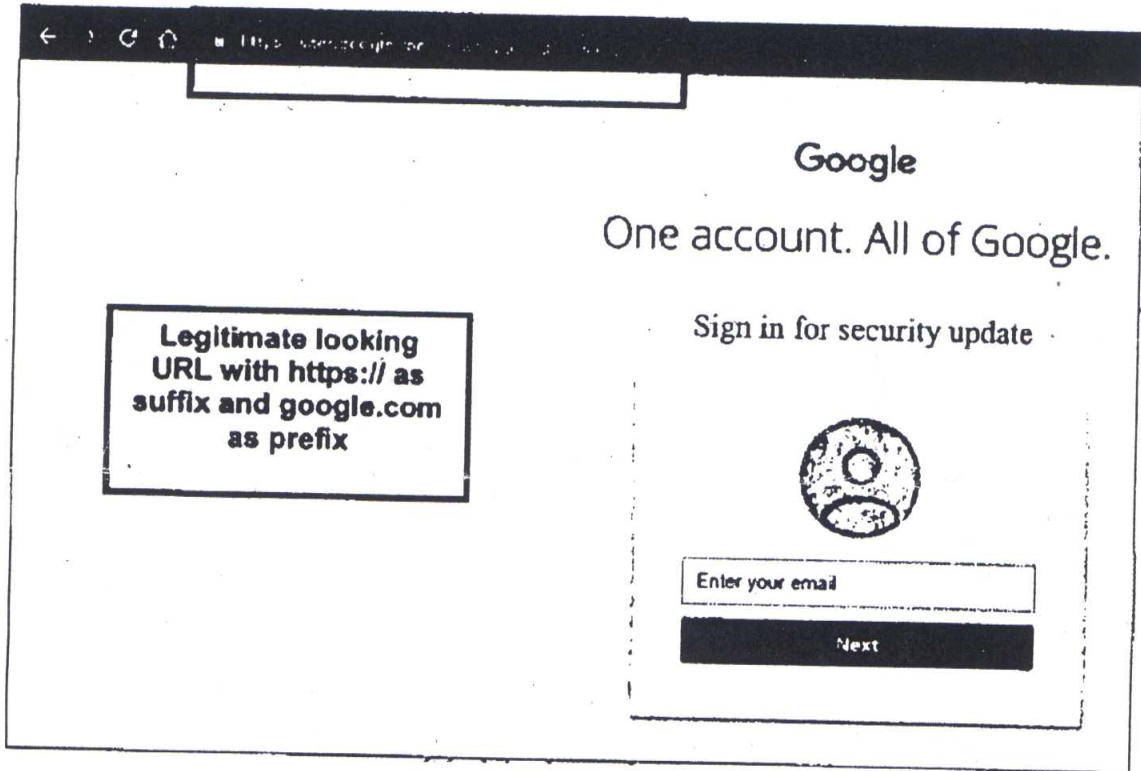 Google
One account. All of Google.
Legitimate looking
URL with https:// as
suffix and google.com
as prefix
Sign in for security update
Enter your email
Next